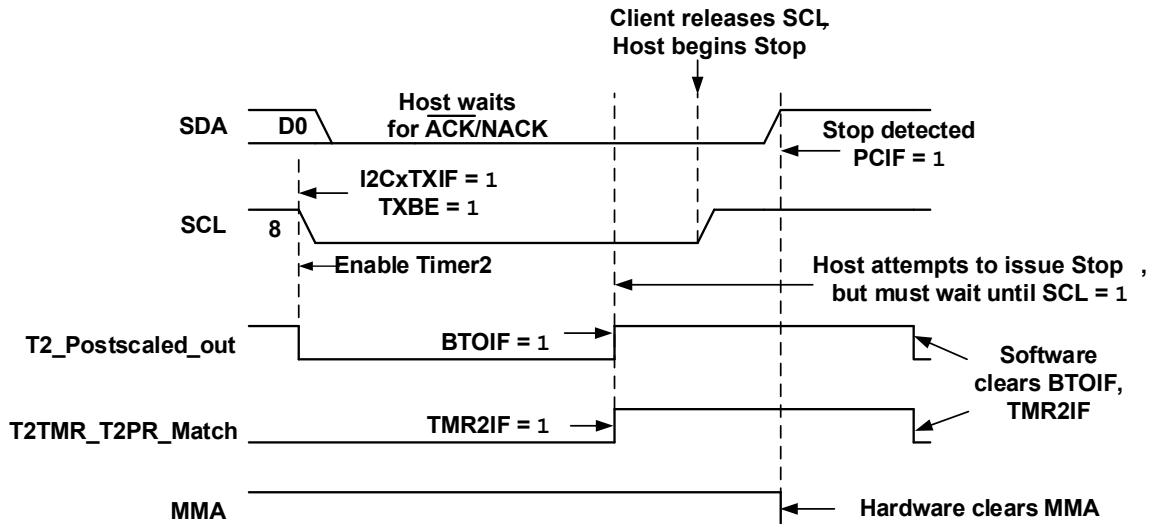 Client releases SCL,
Host begins Stop
SDA
D0
Host waits
for ACK/NACK
Stop detected
PCIF = 1
I2CxTXIF = 1
TXBE = 1
SCL
8
Enable Timer2
Host attempts to issue Stop ,
but must wait until SCL = 1
T2_Postscaled_out
BTOIF = 1
Software
clears BTOIF,
TMR2IF
T2TMR_T2PR_Match
TMR2IF = 1
MMA
Hardware clears MMA